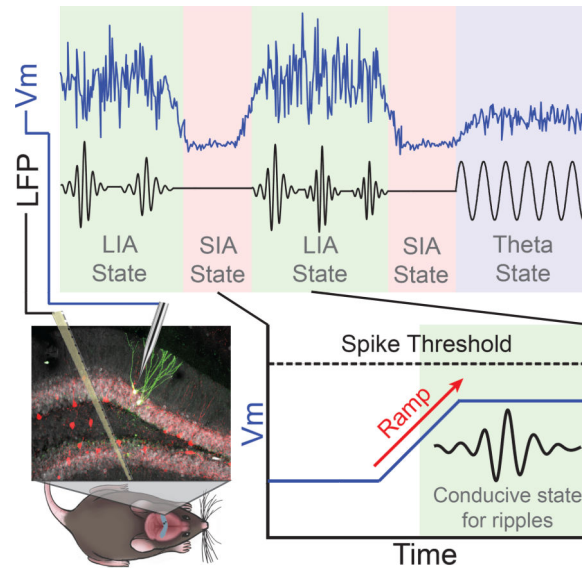 Vm
LFP
LIA
State
SIA
State
LIA
State
SIA
State
Theta
State
Spike Threshold
Vm
Ramp
Conducive state
for ripples
Time